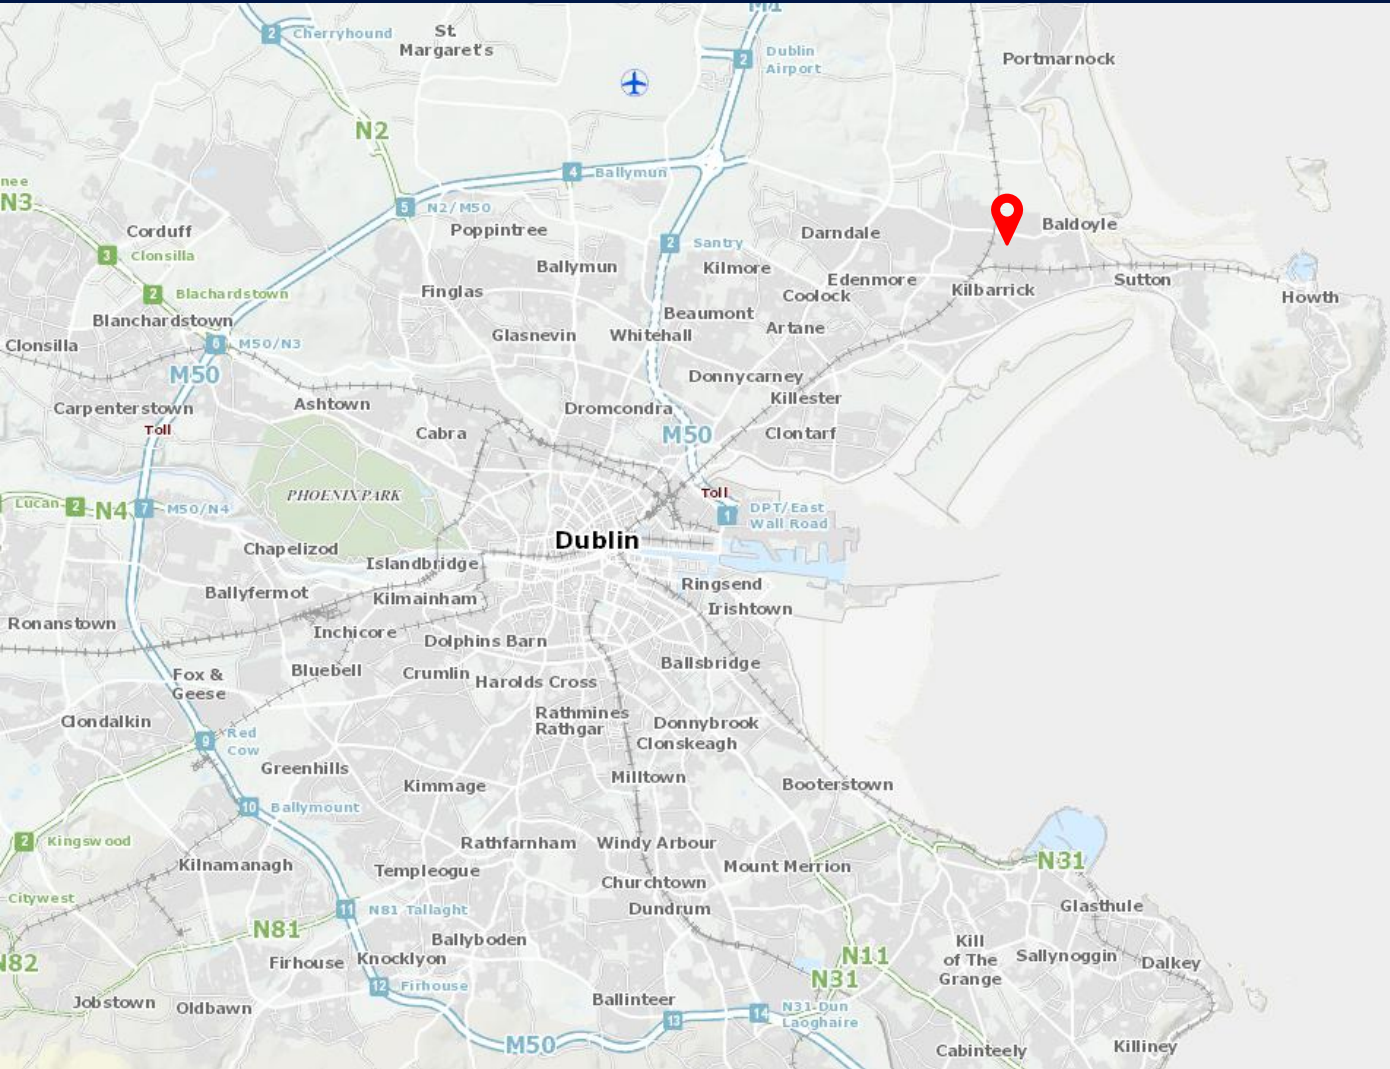 M1
2
Cherryhound
St.
Margaret's
2
Dublin
Airport
Portmarnock
N2
4
Ballymun
nee
N3
5
N2/M50
Corduff
Poppintree
Darndale
Baldoyle
3
Clonsilla
2
Santry
Ballymun
Kilmore
Edenmore
Sutton
2
Blachardstown
Finglas
Coolock
Kilbarrick
Howth
Blanchardstown
Beaumont
Clonsilla
6
M50/N3
Glasnevin
Whitehall
Artane
M50
Donnycarney
Carpenterstown
Ashtown
Dromcondra
Killester
Toll
Cabra
M50
Clontarf
PHOENIX PARK
Toll
Lucan
2
N4
7
M50/N4
1
DPT/East
Wall Road
Dublin
Chapelizod
Islandbridge
Ringsend
Ballyfermot
Kilmainham
Irishtown
Ronanstown
Inchicore
Dolphins Barn
Fox &
Geese
Bluebell
Crumlin
Harolds Cross
Ballsbridge
Clondalkin
Rathmines
Rathgar
Donnybrook
Clonskeagh
9
Red
Cow
Greenhills
Kimmage
Milltown
Booterstown
10
Ballymount
2
Kingswood
Rathfarnham
Windy Arbour
Kilnamanagh
Templeogue
Mount Merrion
N31
Churchtown
Citywest
11
N81 Tallaght
Dundrum
Glasthule
N81
Ballyboden
Kill
of The
Grange
N82
Firhouse
Knocklyon
N11
N31
Sallynoggin
Dalkey
12
Firhouse
Jobstown
Oldbawn
Ballinteer
13
14
N31-Dun
Laoghaire
M50
Cabinteely
Killiney